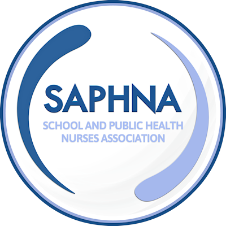 SAPHNA
SCHOOL AND PUBLIC HEALTH
NURSES ASSOCIATION